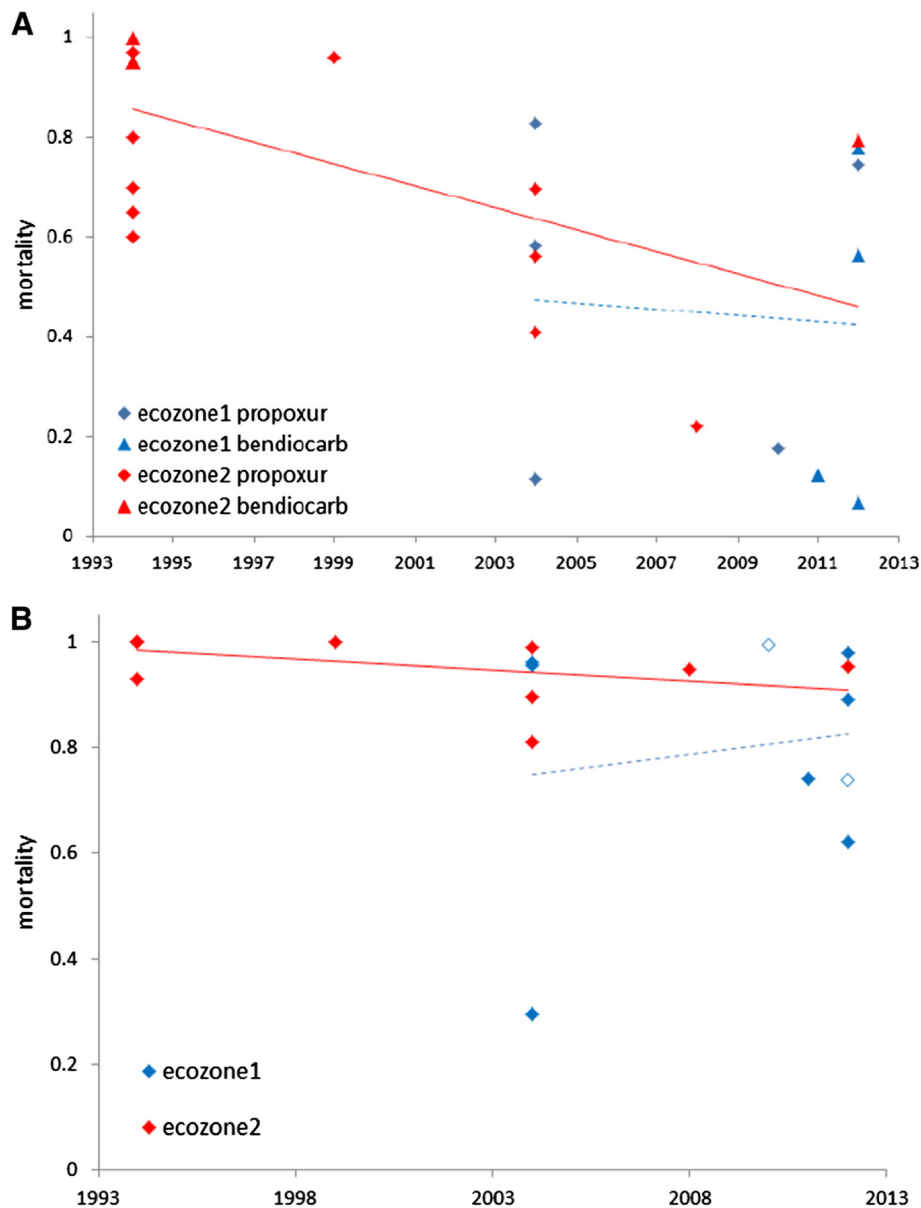 A
1
0.8
0.6
0.4
0.2
0
mortality
ecozone1 propoxur
ecozone1 bendiocarb
ecozone2 propoxur
ecozone2 bendiocarb
1993 1995 1997 1999 2001 2003 2005 2007 2009 2011 2013
B
1
0.8
0.6
0.4
0.2
0
mortality
ecozone1
ecozone2
1993 1998 2003 2008 2013